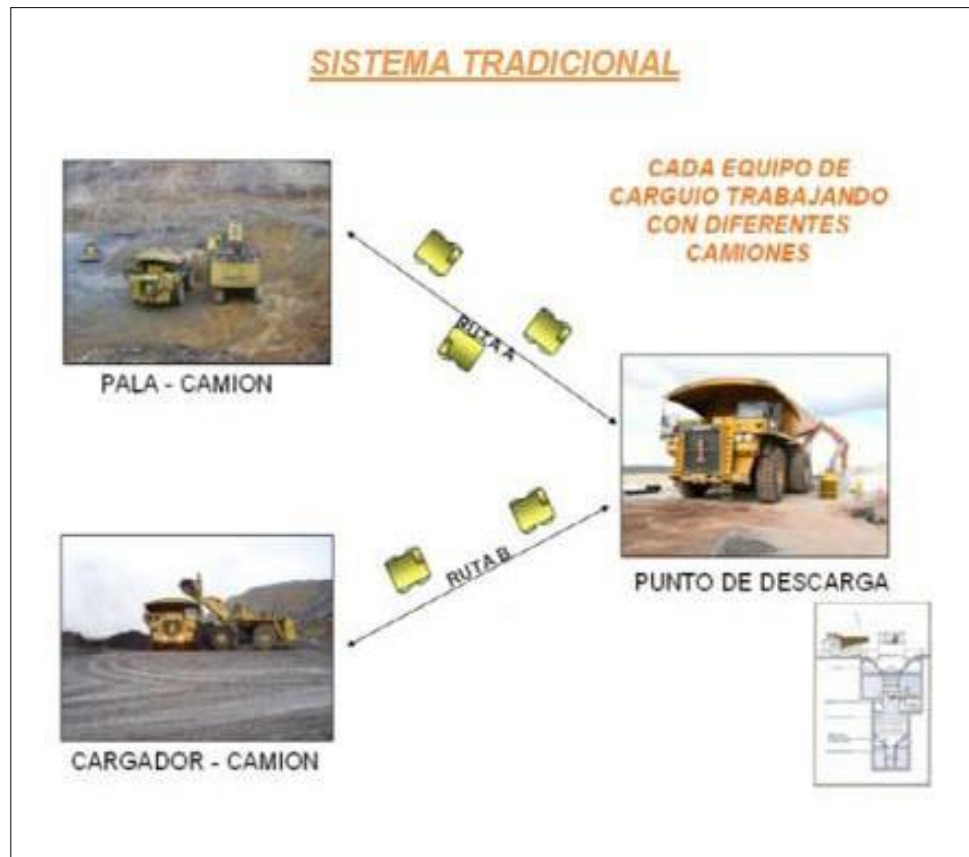 SISTEMA TRADICIONAL
CADA EQUIPO DE
CARGUIO TRABAJANDO
CON DIFERENTES
CAMIONES
RUTA A
PALA - CAMION
RUTA B
PUNTO DE DESCARGA
CARGADOR - CAMION